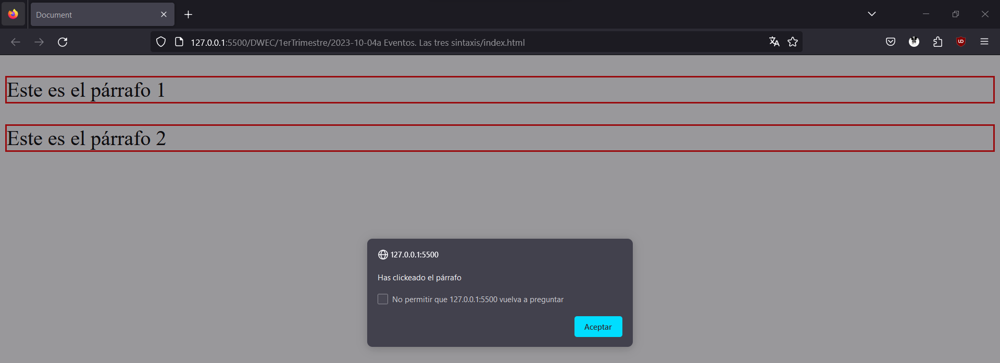 Document
127.0.0.1:5500/DWEC/1erTrimestre/2023-10-04a Eventos. Las tres sintaxis/index.html
Este es el párrafo 1
Este es el párrafo 2
127.0.0.1:5500
Has clickeado el párrafo
No permitir que 127.0.0.1:5500 vuelva a preguntar
Aceptar